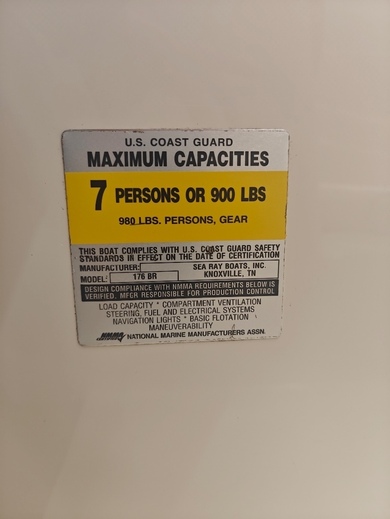 U.S. COAST GUARD
MAXIMUM CAPACITIES
7 PERSONS OR 900 LBS
980 LBS. PERSONS, GEAR
THIS BOAT COMPLIES WITH U.S. COAST GUARD SAFETY
STANDARDS IN EFFECT ON THE DATE OF CERTIFICATION
MANUFACTURER: SEA RAY BOATS, INC.
KNOXVILLE, TN
MODEL: 176 BR
DESIGN COMPLIANCE WITH NMMA REQUIREMENTS BELOW IS
VERIFIED. MFGR RESPONSIBLE FOR PRODUCTION CONTROL
LOAD CAPACITY * COMPARTMENT VENTILATION
STEERING, FUEL AND ELECTRICAL SYSTEMS
NAVIGATION LIGHTS * BASIC FLOTATION
MANEUVERABILITY
NMMA
CERTIFIED
NATIONAL MARINE MANUFACTURERS ASSN.